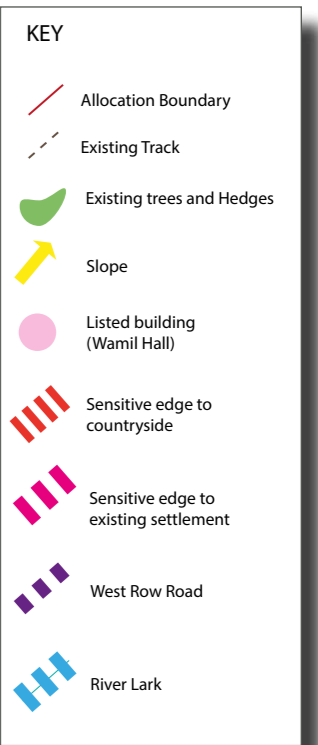 KEY
Allocation Boundary
Existing Track
Existing trees and Hedges
Slope
Listed building
(Wamil Hall)
Sensitive edge to
countryside
Sensitive edge to
existing settlement
West Row Road
River Lark